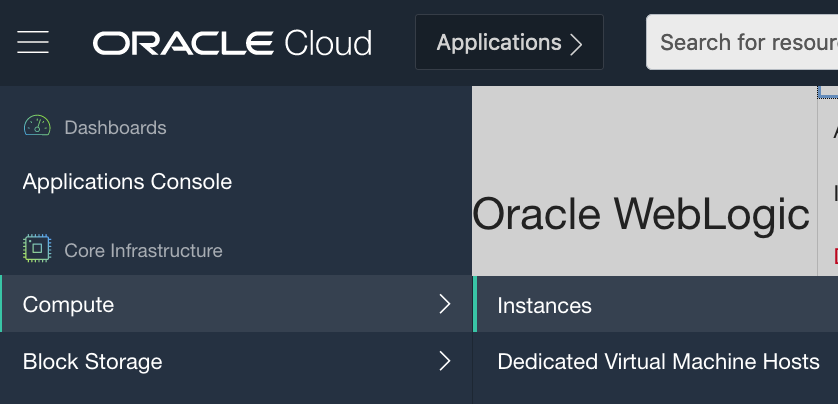 ORACLE Cloud
Applications
Search for resour
Dashboards
Applications Console
Oracle WebLogic
Core Infrastructure
Compute
Instances
Block Storage
Dedicated Virtual Machine Hosts